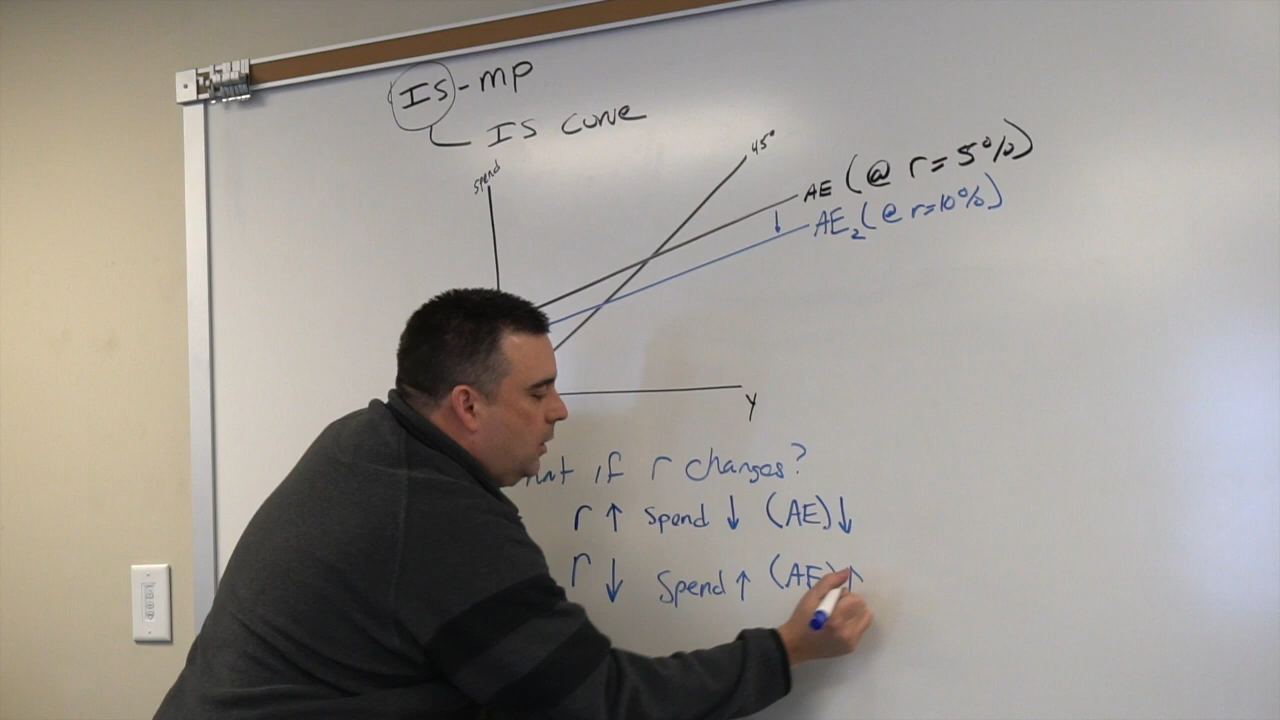 IS-MP
IS curve
spend
45°
AE (@ r=5%)
AE₂ (@ r=10%)
Y
if r changes?
r ↑ spend ↓ (AE) ↓
r ↓ spend ↑ (AE) ↑